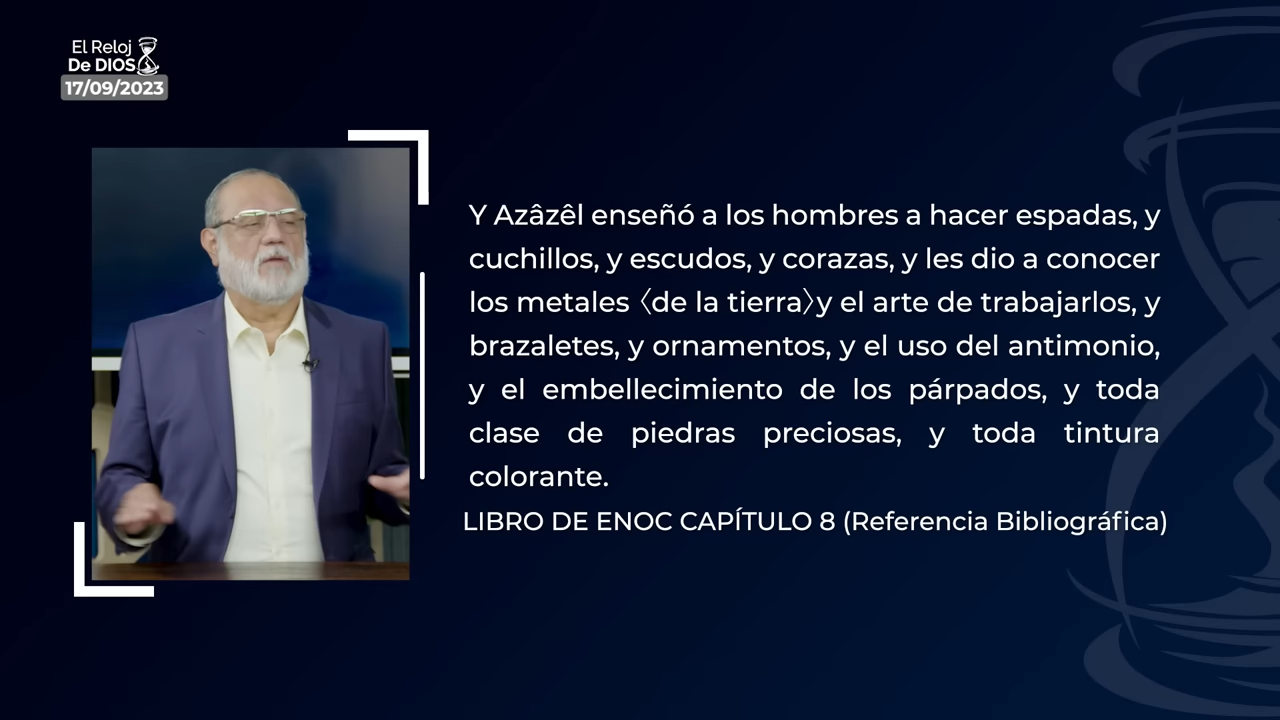 El Reloj
De DIOS
17/09/2023
Y Azâzêl enseñó a los hombres a hacer espadas, y
cuchillos, y escudos, y corazas, y les dio a conocer
los metales 〈de la tierra〉y el arte de trabajarlos, y
brazaletes, y ornamentos, y el uso del antimonio,
y el embellecimiento de los párpados, y toda
clase de piedras preciosas, y toda tintura
colorante.
LIBRO DE ENOC CAPÍTULO 8 (Referencia Bibliográfica)